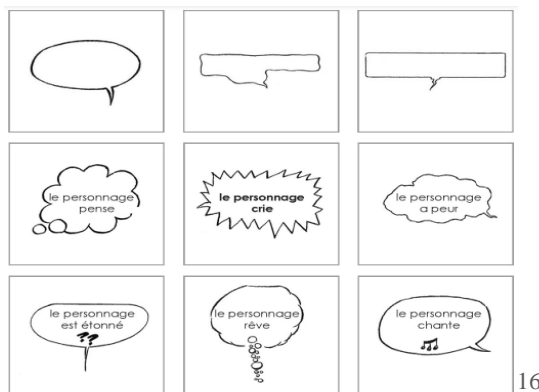 le personnage
pense
le personnage
crie
le personnage
a peur
le personnage
est étonné
??
le personnage
rêve
le personnage
chante
16